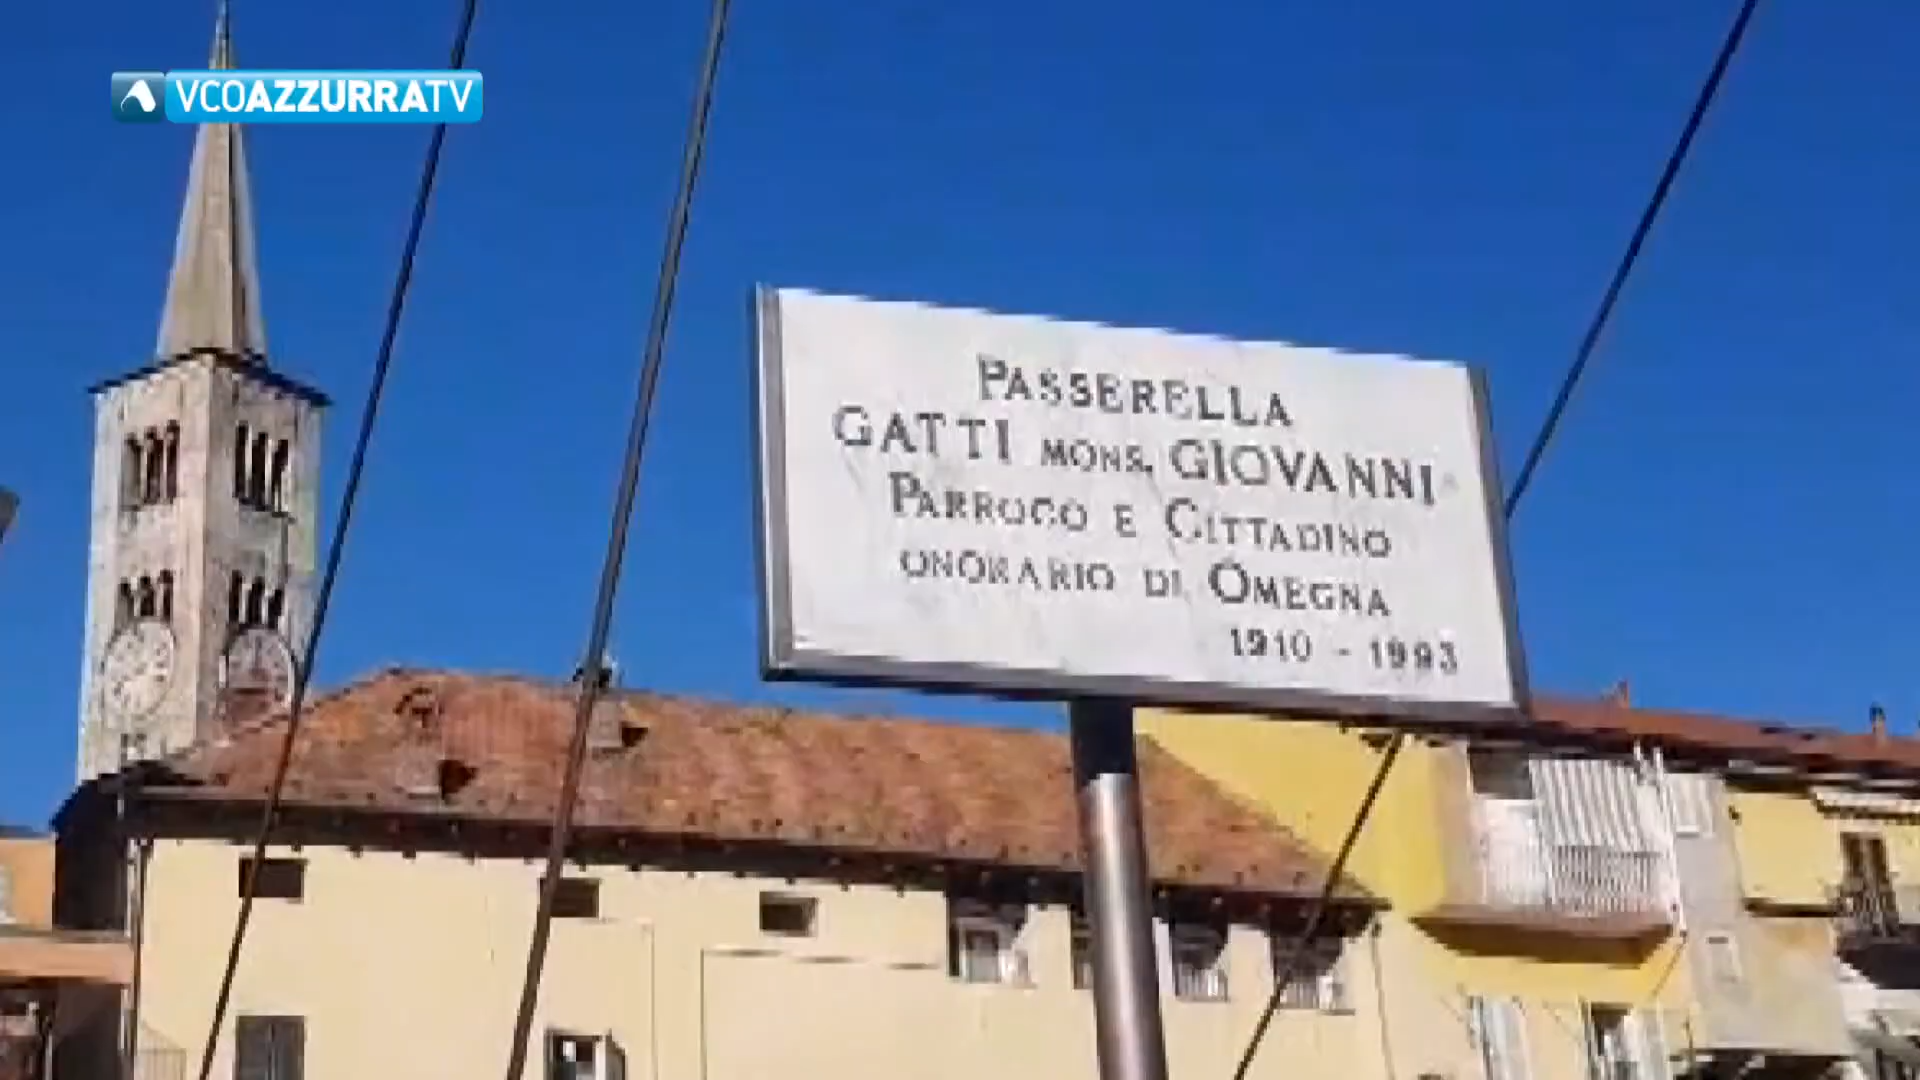 VCOAZZURRATV
PASSERELLA
GATTI MONS. GIOVANNI
PARROCO E CITTADINO
ONORARIO DI OMEGNA
1910 - 1993